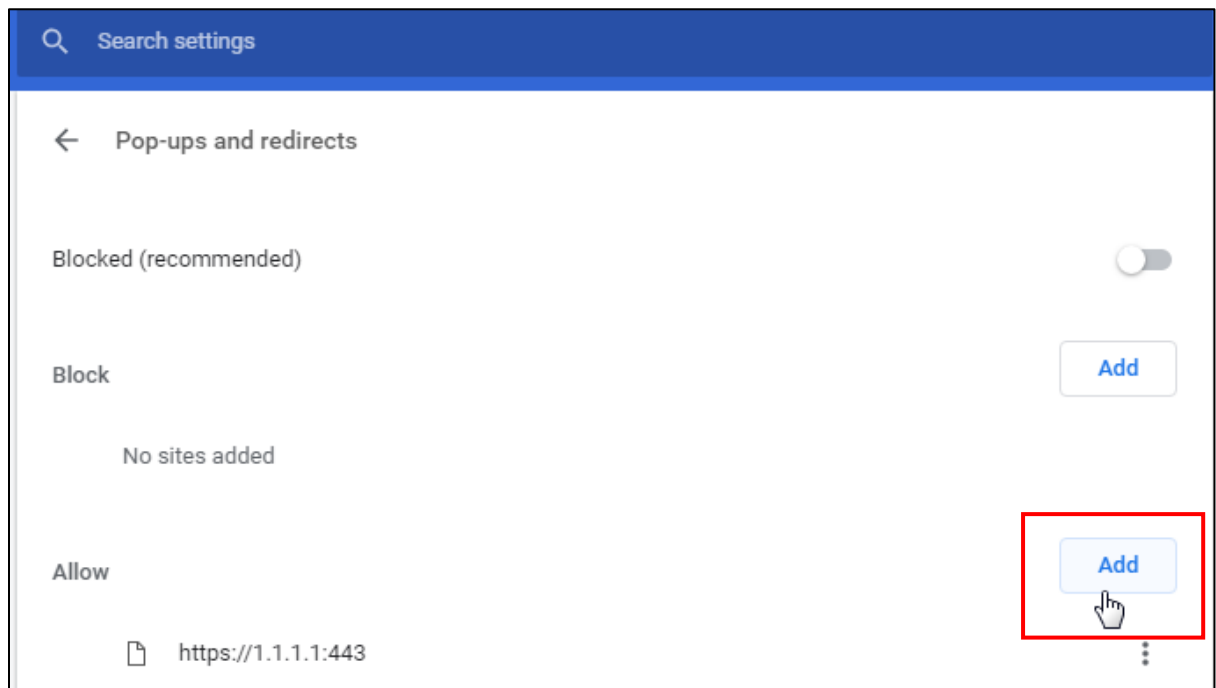 Search settings
Pop-ups and redirects
Blocked (recommended)
Block
Add
No sites added
Allow
Add
https://1.1.1.1:443